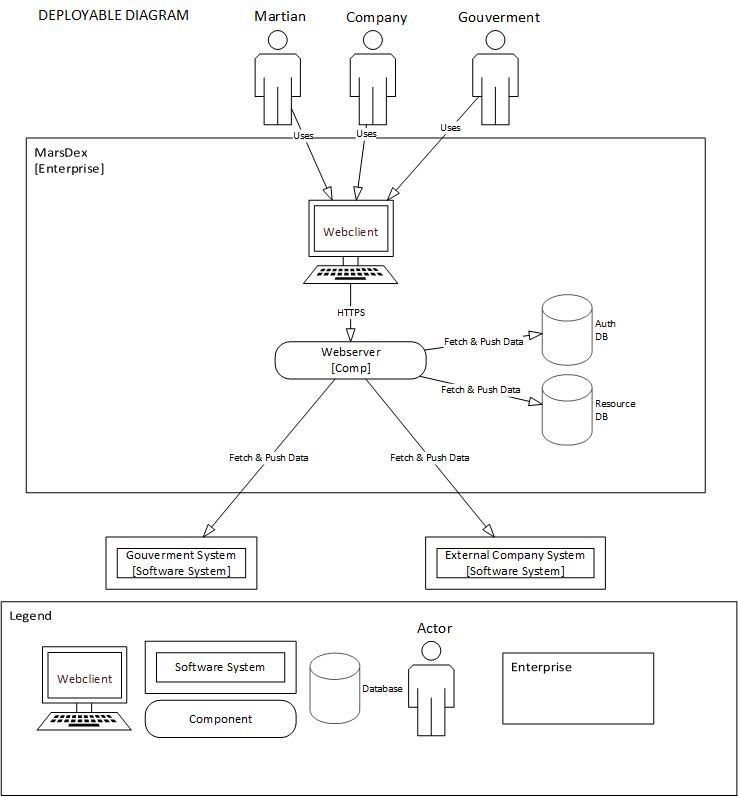 DEPLOYABLE DIAGRAM
Martian
Company
Gouverment
Uses
Uses
Uses
MarsDex
[Enterprise]
Webclient
HTTPS
Webserver
[Comp]
Fetch & Push Data
Auth
DB
Fetch & Push Data
Resource
DB
Fetch & Push Data
Fetch & Push Data
Gouverment System
[Software System]
External Company System
[Software System]
Legend
Webclient
Software System
Component
Database
Actor
Enterprise